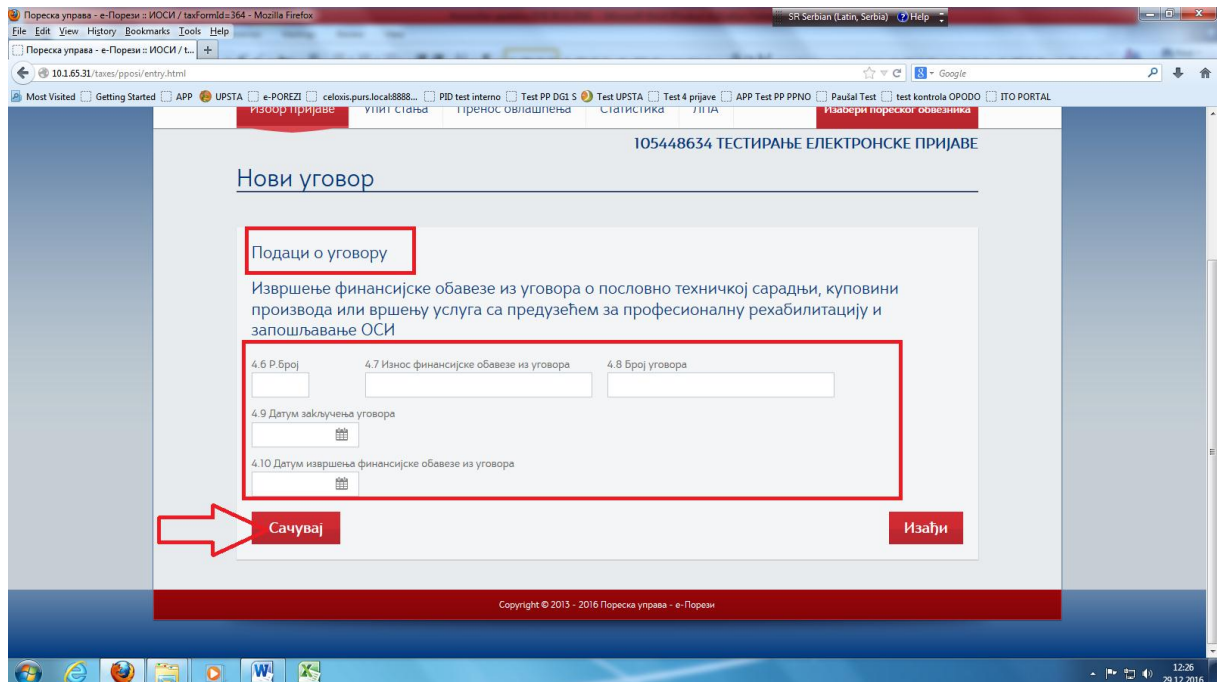 Пореска управа - е-Порези :: ИОСИ / taxFormId=364 - Mozilla Firefox
SR Serbian (Latin, Serbia) Help
File Edit View History Bookmarks Tools Help
Пореска управа - е-Порези :: ИОСИ / t... +
10.1.65.31/taxes/pposi/entry.html
Google
Most Visited Getting Started APP UPSTA e-POREZI celoxis.purs.local:8888... PID test interno Test PP DG1 S Test UPSTA Test 4 prijave APP Test PP PPNO Paušal Test test kontrola OPODO ITO PORTAL
Избор пријаве Упит стања Пренос овлашћења Статистика ЛПА Изабери пореског обвезника
105448634 ТЕСТИРАЊЕ ЕЛЕКТРОНСКЕ ПРИЈАВЕ
Нови уговор
Подаци о уговору
Извршење финансијске обавезе из уговора о пословно техничкој сарадњи, куповини
производа или вршењу услуга са предузећем за професионалну рехабилитацију и
запошљавање ОСИ
4.6 Р.број 4.7 Износ финансијске обавезе из уговора 4.8 Број уговора
4.9 Датум закључења уговора
4.10 Датум извршења финансијске обавезе из уговора
Сачувај Изађи
Copyright © 2013 - 2016 Пореска управа - е-Порези
12:26
29.12.2016